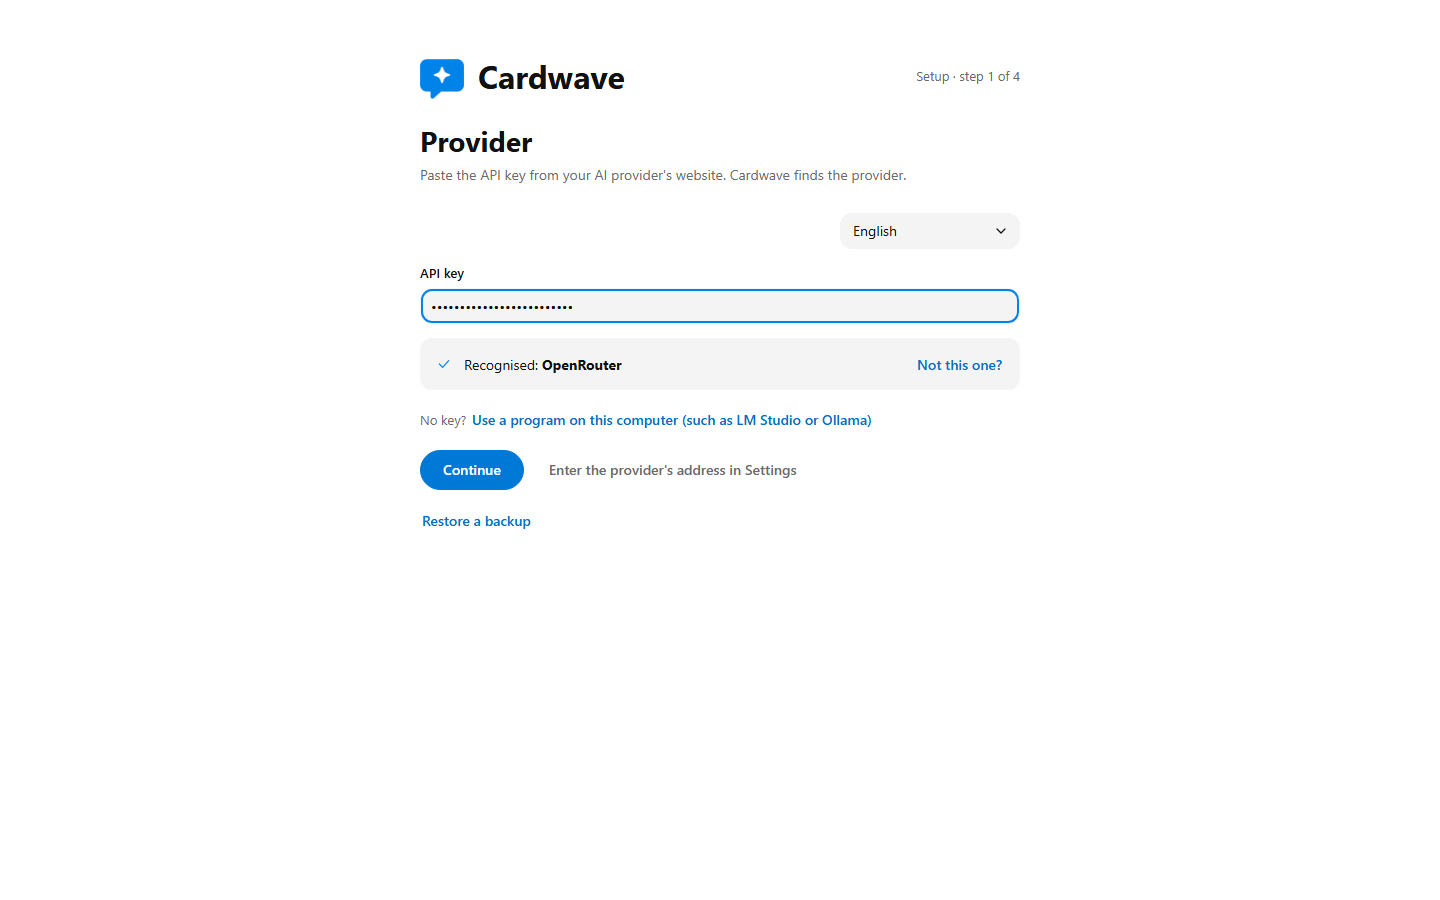 Cardwave
Setup · step 1 of 4
Provider
Paste the API key from your AI provider's website. Cardwave finds the provider.
English
API key
•••••••••••••••••••••••••
Recognised: OpenRouter
Not this one?
No key? Use a program on this computer (such as LM Studio or Ollama)
Continue
Enter the provider's address in Settings
Restore a backup